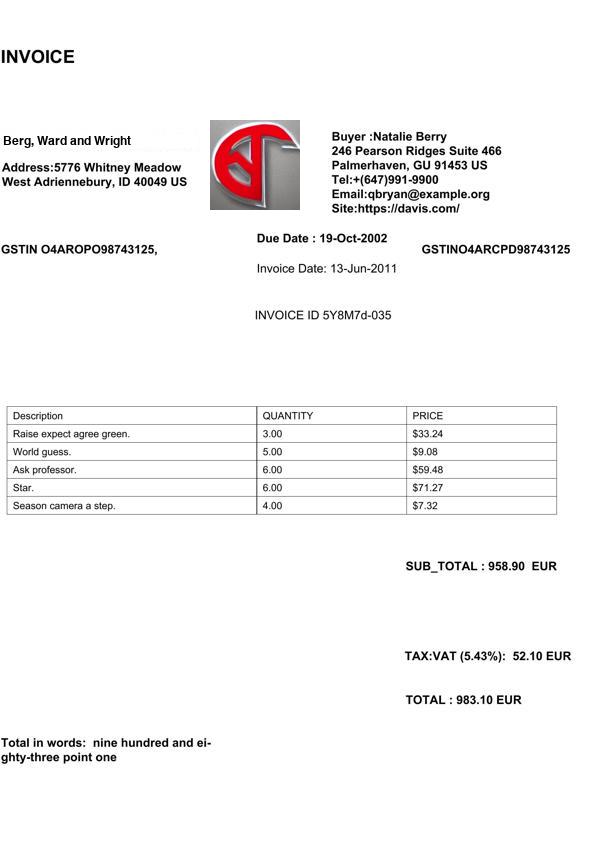 INVOICE
Berg, Ward and Wright
Address:5776 Whitney Meadow
West Adriennebury, ID 40049 US
Buyer :Natalie Berry
246 Pearson Ridges Suite 466
Palmerhaven, GU 91453 US
Tel:+(647)991-9900
Email:qbryan@example.org
Site:https://davis.com/
GSTIN O4AROPO98743125,
Due Date : 19-Oct-2002
GSTINO4ARCPD98743125
Invoice Date: 13-Jun-2011
INVOICE ID 5Y8M7d-035
Description QUANTITY PRICE
Raise expect agree green. 3.00 $33.24
World guess. 5.00 $9.08
Ask professor. 6.00 $59.48
Star. 6.00 $71.27
Season camera a step. 4.00 $7.32
SUB_TOTAL : 958.90  EUR
TAX:VAT (5.43%):  52.10 EUR
TOTAL : 983.10 EUR
Total in words:  nine hundred and ei-
ghty-three point one